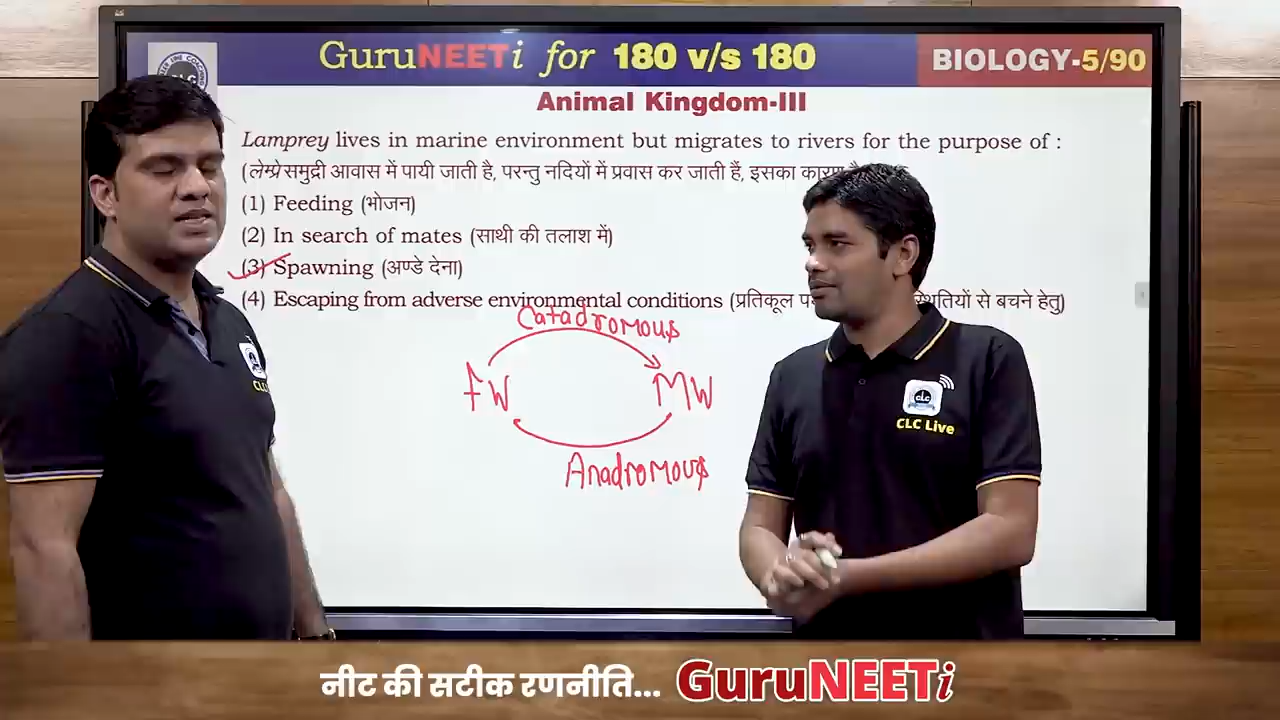 GuruNEETi for 180 v/s 180
BIOLOGY-5/90
Animal Kingdom-III
Lamprey lives in marine environment but migrates to rivers for the purpose of :
(लेम्प्रे समुद्री आवास में पायी जाती है, परन्तु नदियों में प्रवास कर जाती हैं, इसका
(1) Feeding (भोजन)
(2) In search of mates (साथी की तलाश में)
(3) Spawning (अण्डे देना)
(4) Escaping from adverse environmental conditions (प्रतिकूल से बचने हेतु)
Catadromous
FW MW
Anadromous
CLC
CLC Live
नीट की सटीक रणनीति... GuruNEETi